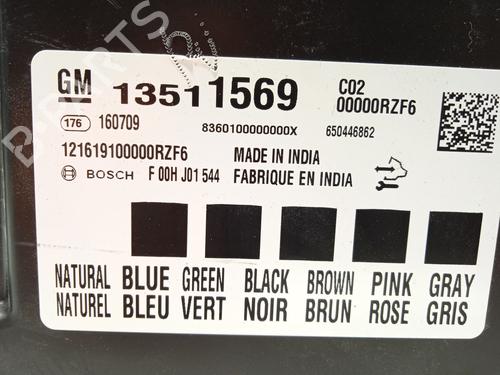 GM 13511569 C02
00000RZF6
176 160709 8360100000000X 650446862
121619100000RZF6 MADE IN INDIA
BOSCH F 00H J01 544 FABRIQUE EN INDIA
NATURAL BLUE GREEN BLACK BROWN PINK GRAY
NATUREL BLEU VERT NOIR BRUN ROSE GRIS